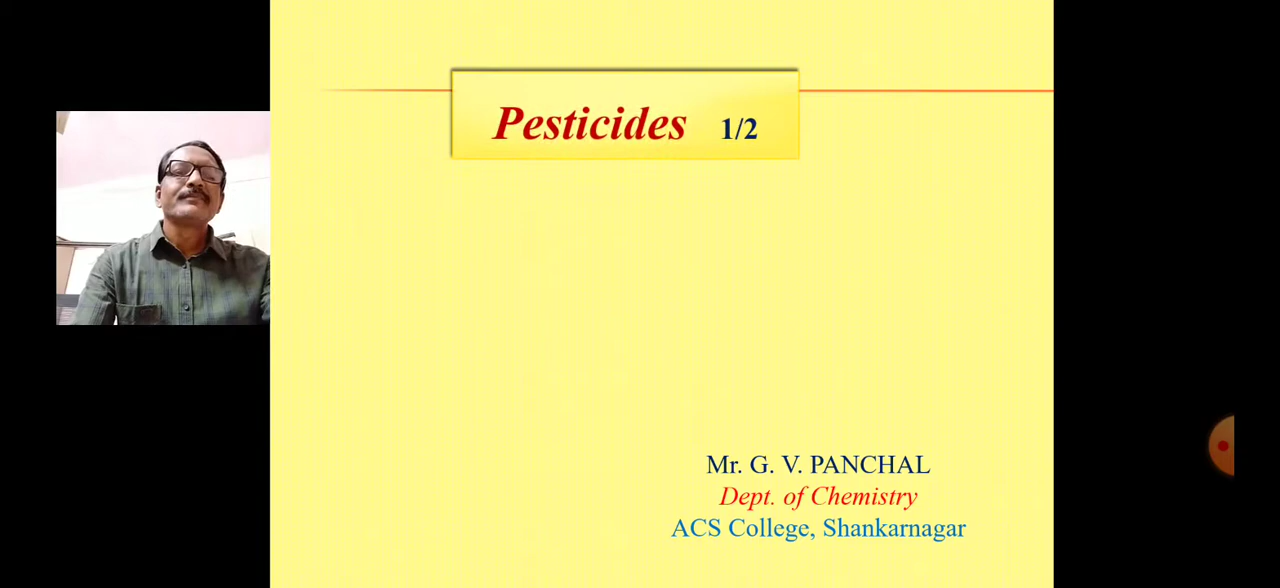 Pesticides 1/2
Mr. G. V. PANCHAL
Dept. of Chemistry
ACS College, Shankarnagar